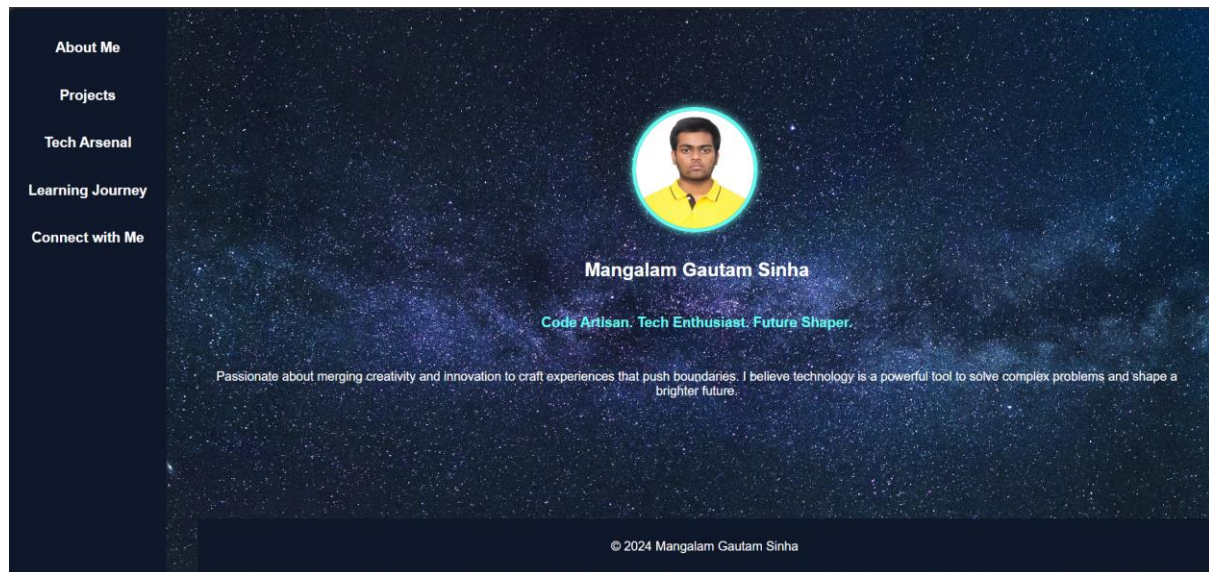 About Me
Projects
Tech Arsenal
Learning Journey
Connect with Me
Mangalam Gautam Sinha
Code Artisan. Tech Enthusiast. Future Shaper.
Passionate about merging creativity and innovation to craft experiences that push boundaries. I believe technology is a powerful tool to solve complex problems and shape a
brighter future.
© 2024 Mangalam Gautam Sinha